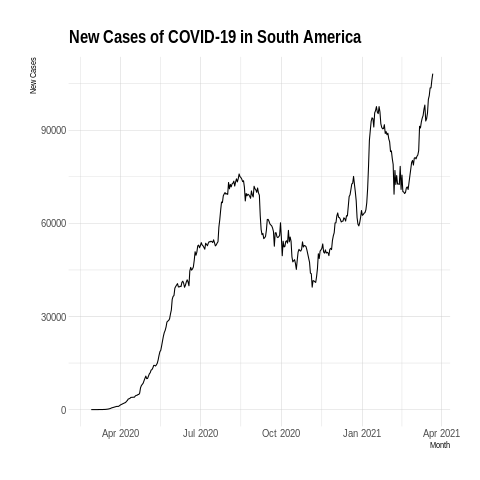 New Cases of COVID-19 in South America
New Cases
90000
60000
30000
0
Apr 2020 Jul 2020 Oct 2020 Jan 2021 Apr 2021
Month